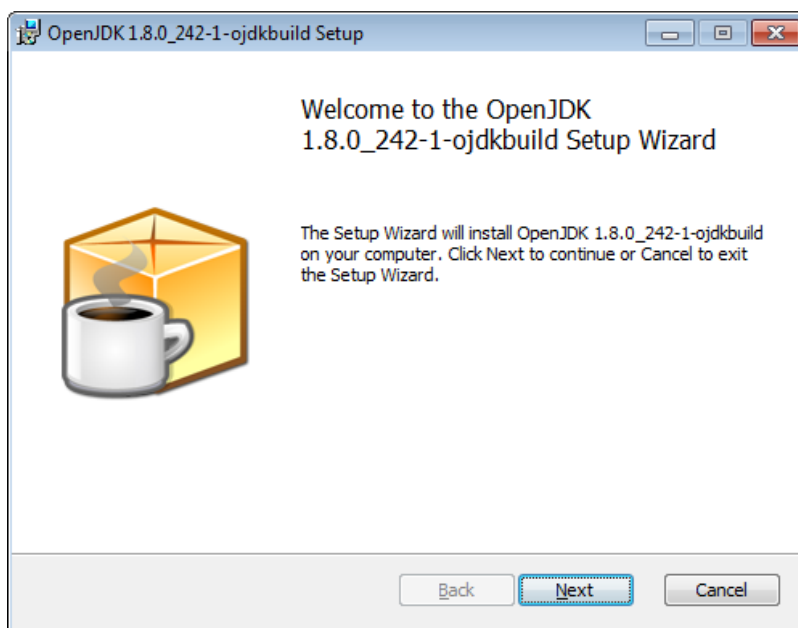 OpenJDK 1.8.0_242-1-ojdkbuild Setup
Welcome to the OpenJDK
1.8.0_242-1-ojdkbuild Setup Wizard
The Setup Wizard will install OpenJDK 1.8.0_242-1-ojdkbuild
on your computer. Click Next to continue or Cancel to exit
the Setup Wizard.
Back Next Cancel